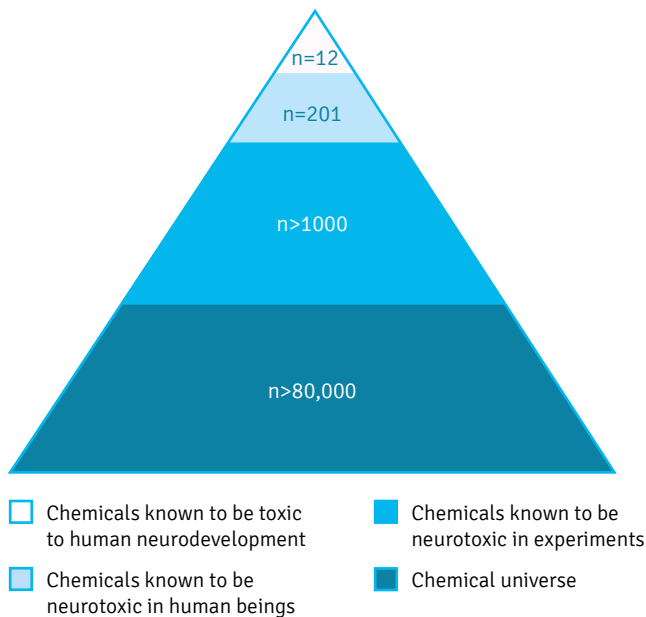 n=12
n=201
n>1000
n>80,000
Chemicals known to be toxic
to human neurodevelopment
Chemicals known to be
neurotoxic in human beings
Chemicals known to be
neurotoxic in experiments
Chemical universe